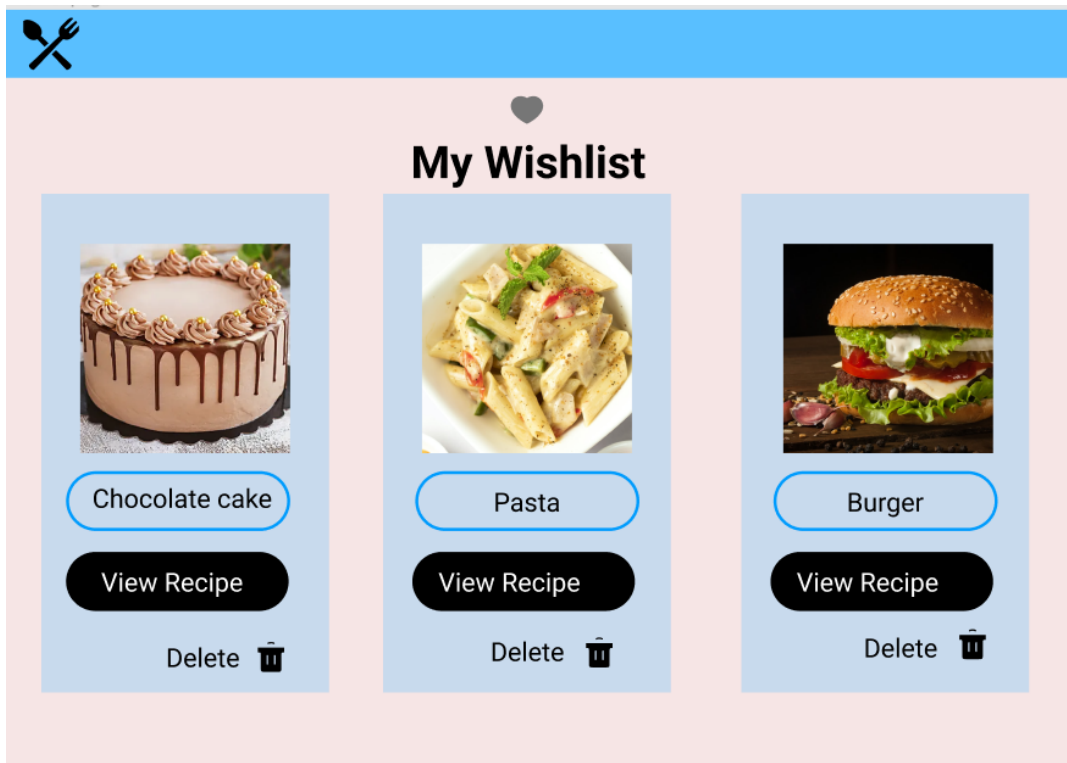 My Wishlist
Chocolate cake
Pasta
Burger
View Recipe
View Recipe
View Recipe
Delete
Delete
Delete